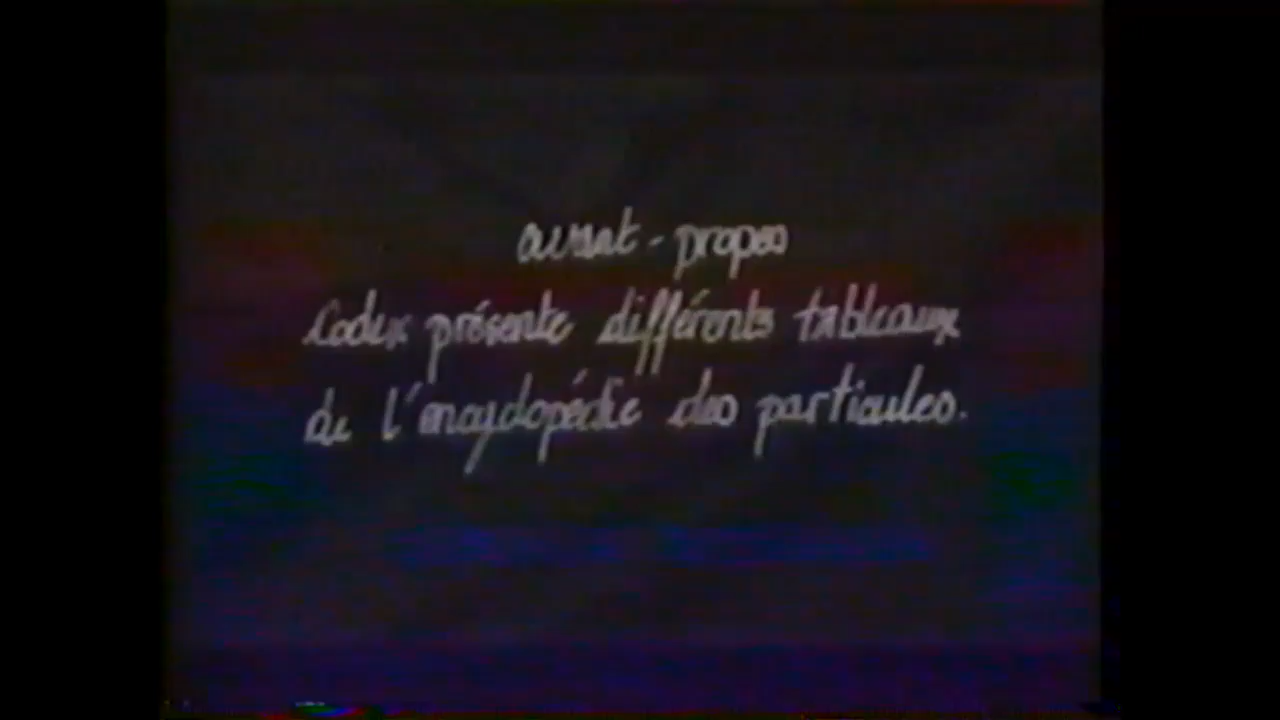 avant-propos
Codex présente différents tableaux
de l'encyclopédie des particules.